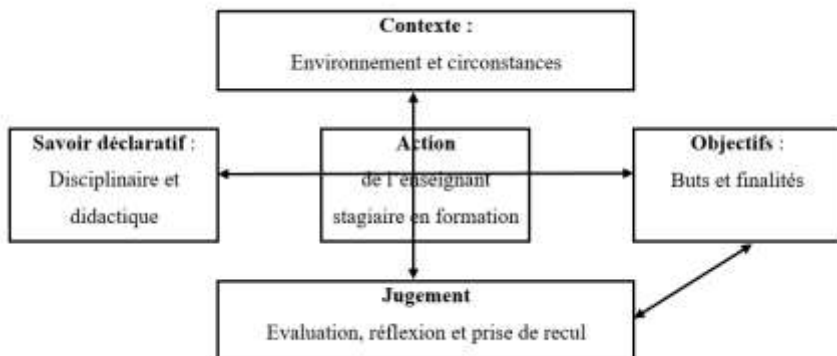 Contexte :
Environnement et circonstances
Savoir déclaratif :
Disciplinaire et
didactique
Action
de l'enseignant
stagiaire en formation
Objectifs :
Buts et finalités
Jugement
Evaluation, réflexion et prise de recul